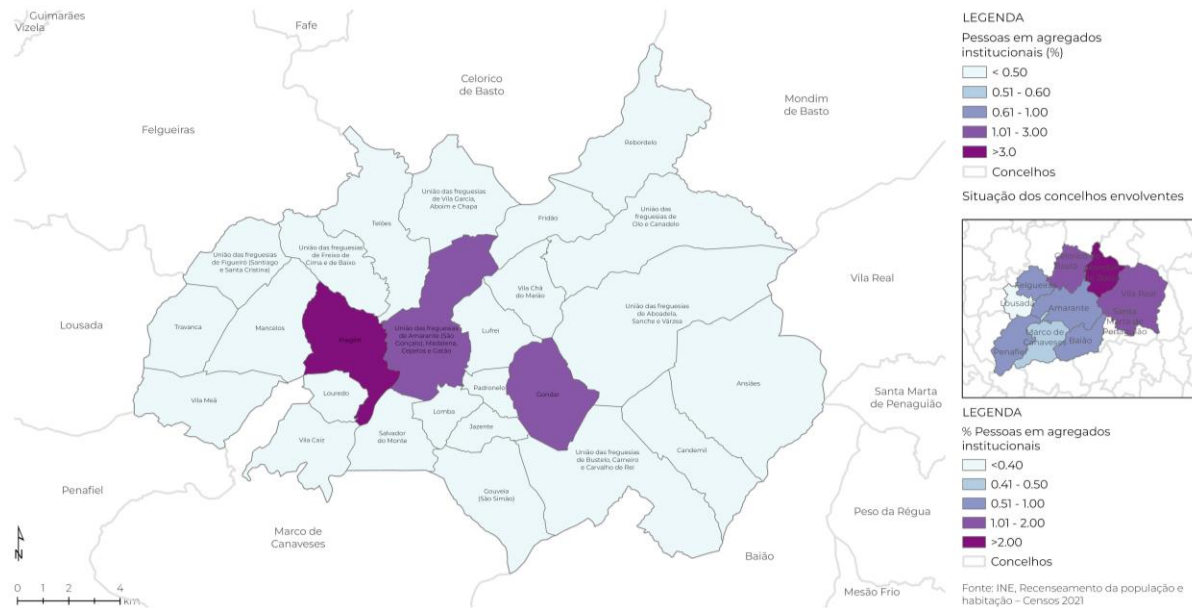 Guimarães
Vizela
Fafe
Celorico
de Basto
Mondim
de Basto
Felgueiras
Rebordelo
União das freguesias
de Vila Garcia,
Aboim e Chapa
Telões
Fridão
União das
freguesias de
Olo e Canadelo
União das freguesias
de Figueiró (Santiago
e Santa Cristina)
União das freguesias
de Freixo de
Cima e de Baixo
Vila Real
Vila Chã
do Marão
União das freguesias
de Aboadela,
Sanche e Várzea
Lousada
Travanca
Mancelos
Fregim
União das freguesias
de Amarante (São
Gonçalo), Madalena,
Cepelos e Gatão
Lufrei
Ansiães
Padronelo
Gondar
Santa Marta
de Penaguião
Vila Meã
Louredo
Lomba
Jazente
Salvador
do Monte
Vila Caiz
União das freguesias
de Bustelo, Carneiro
e Carvalho de Rei
Candemil
Gouveia
(São Simão)
Penafiel
Marco de
Canaveses
Peso da Régua
Baião
Mesão Frio
N
0 1 2 4
km
LEGENDA
Pessoas em agregados
institucionais (%)
< 0.50
0.51 - 0.60
0.61 - 1.00
1.01 - 3.00
>3.0
Concelhos
Situação dos concelhos envolventes
Felgueiras
Lousada
Vila Real
Amarante
Santa
Marta de
Penaguião
Marco de
Canaveses
Baião
Penafiel
LEGENDA
% Pessoas em agregados
institucionais
<0.40
0.41 - 0.50
0.51 - 1.00
1.01 - 2.00
>2.00
Concelhos
Fonte: INE, Recenseamento da população e
habitação – Censos 2021